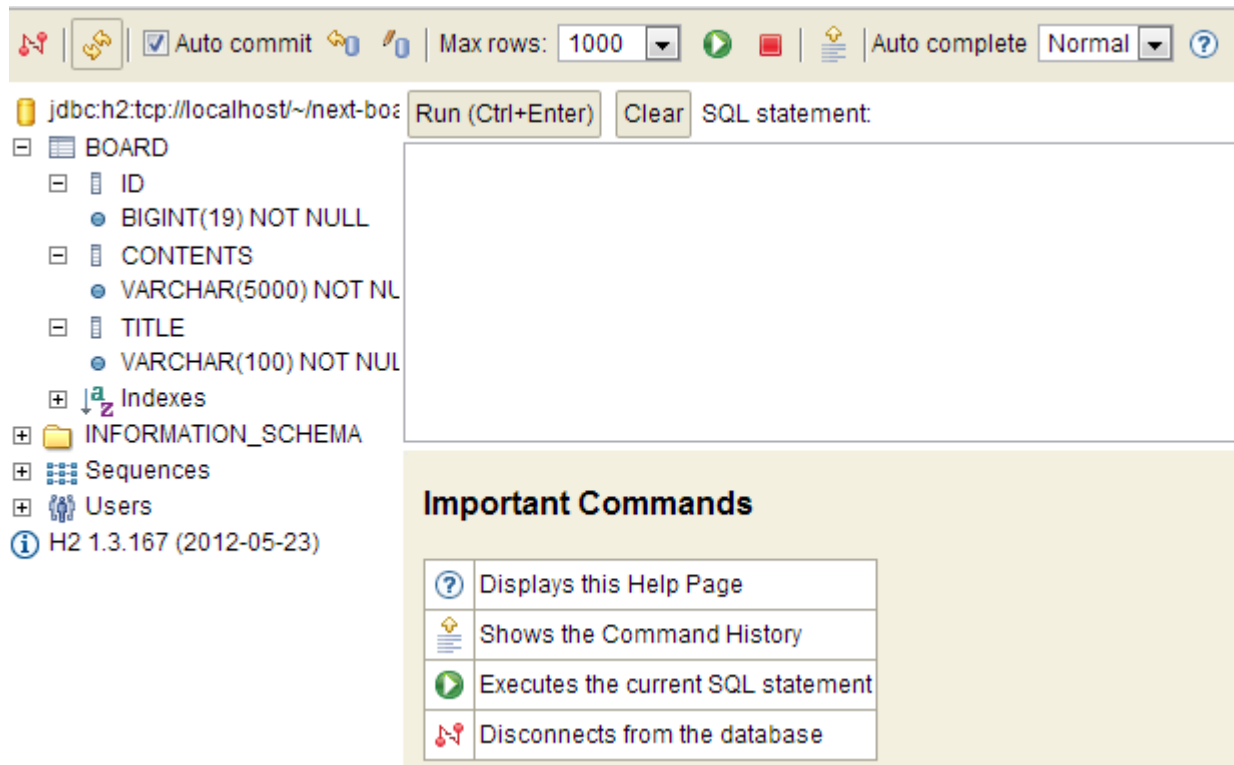 Auto commit Max rows: 1000 Auto complete Normal
jdbc:h2:tcp://localhost/~/next-boa
BOARD
ID
BIGINT(19) NOT NULL
CONTENTS
VARCHAR(5000) NOT NU
TITLE
VARCHAR(100) NOT NUL
Indexes
INFORMATION_SCHEMA
Sequences
Users
H2 1.3.167 (2012-05-23)
Run (Ctrl+Enter) Clear SQL statement:
Important Commands
Displays this Help Page
Shows the Command History
Executes the current SQL statement
Disconnects from the database